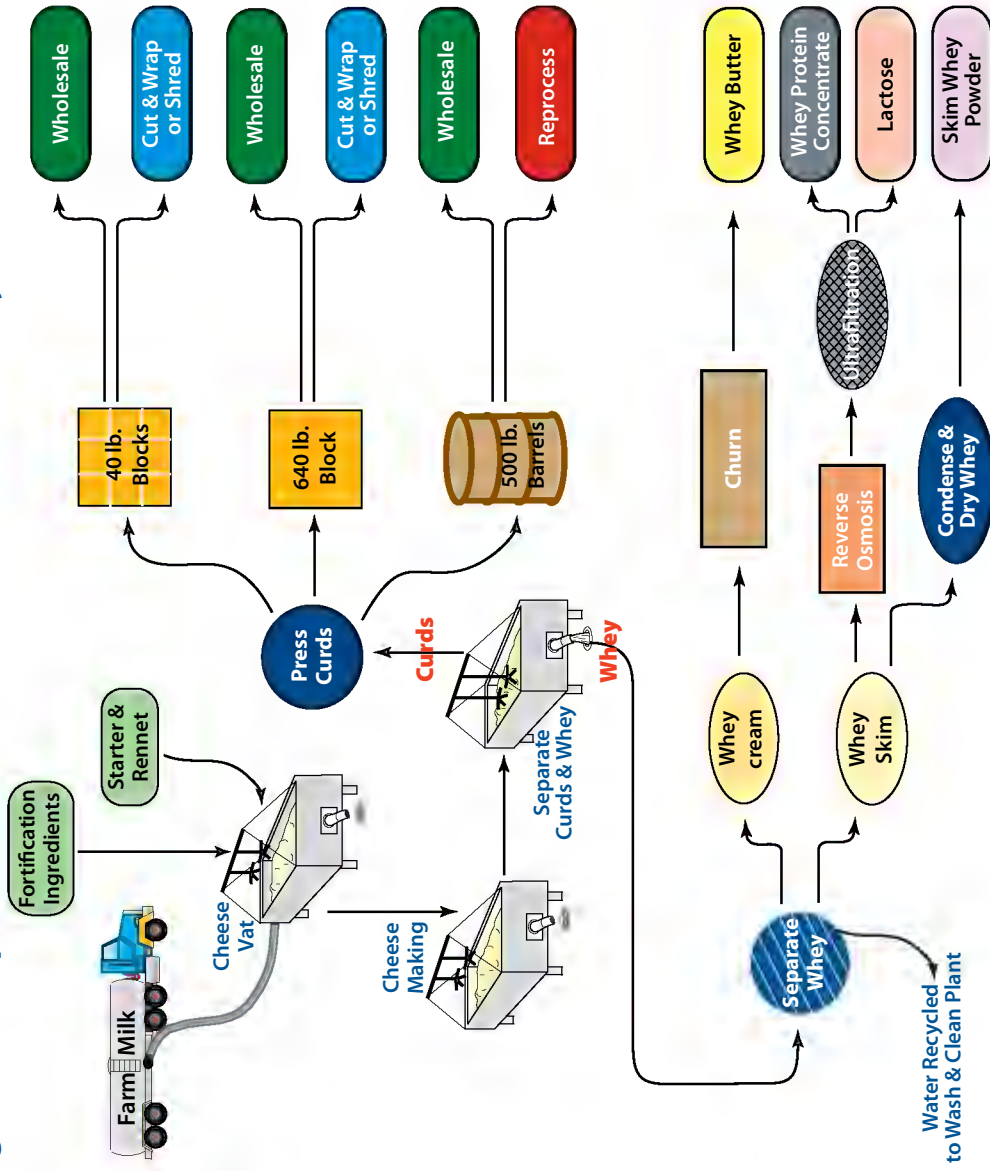 Fortification
Ingredients
Starter &
Rennet
Farm Milk
Cheese
Vat
Cheese
Making
Separate
Curds & Whey
Curds
Whey
Press
Curds
40 lb.
Blocks
640 lb.
Block
500 lb.
Barrels
Wholesale
Cut & Wrap
or Shred
Wholesale
Cut & Wrap
or Shred
Wholesale
Reprocess
Separate
Whey
Water Recycled
to Wash & Clean Plant
Whey
cream
Whey
Skim
Churn
Reverse
Osmosis
Ultrafiltration
Condense &
Dry Whey
Whey Butter
Whey Protein
Concentrate
Lactose
Skim Whey
Powder